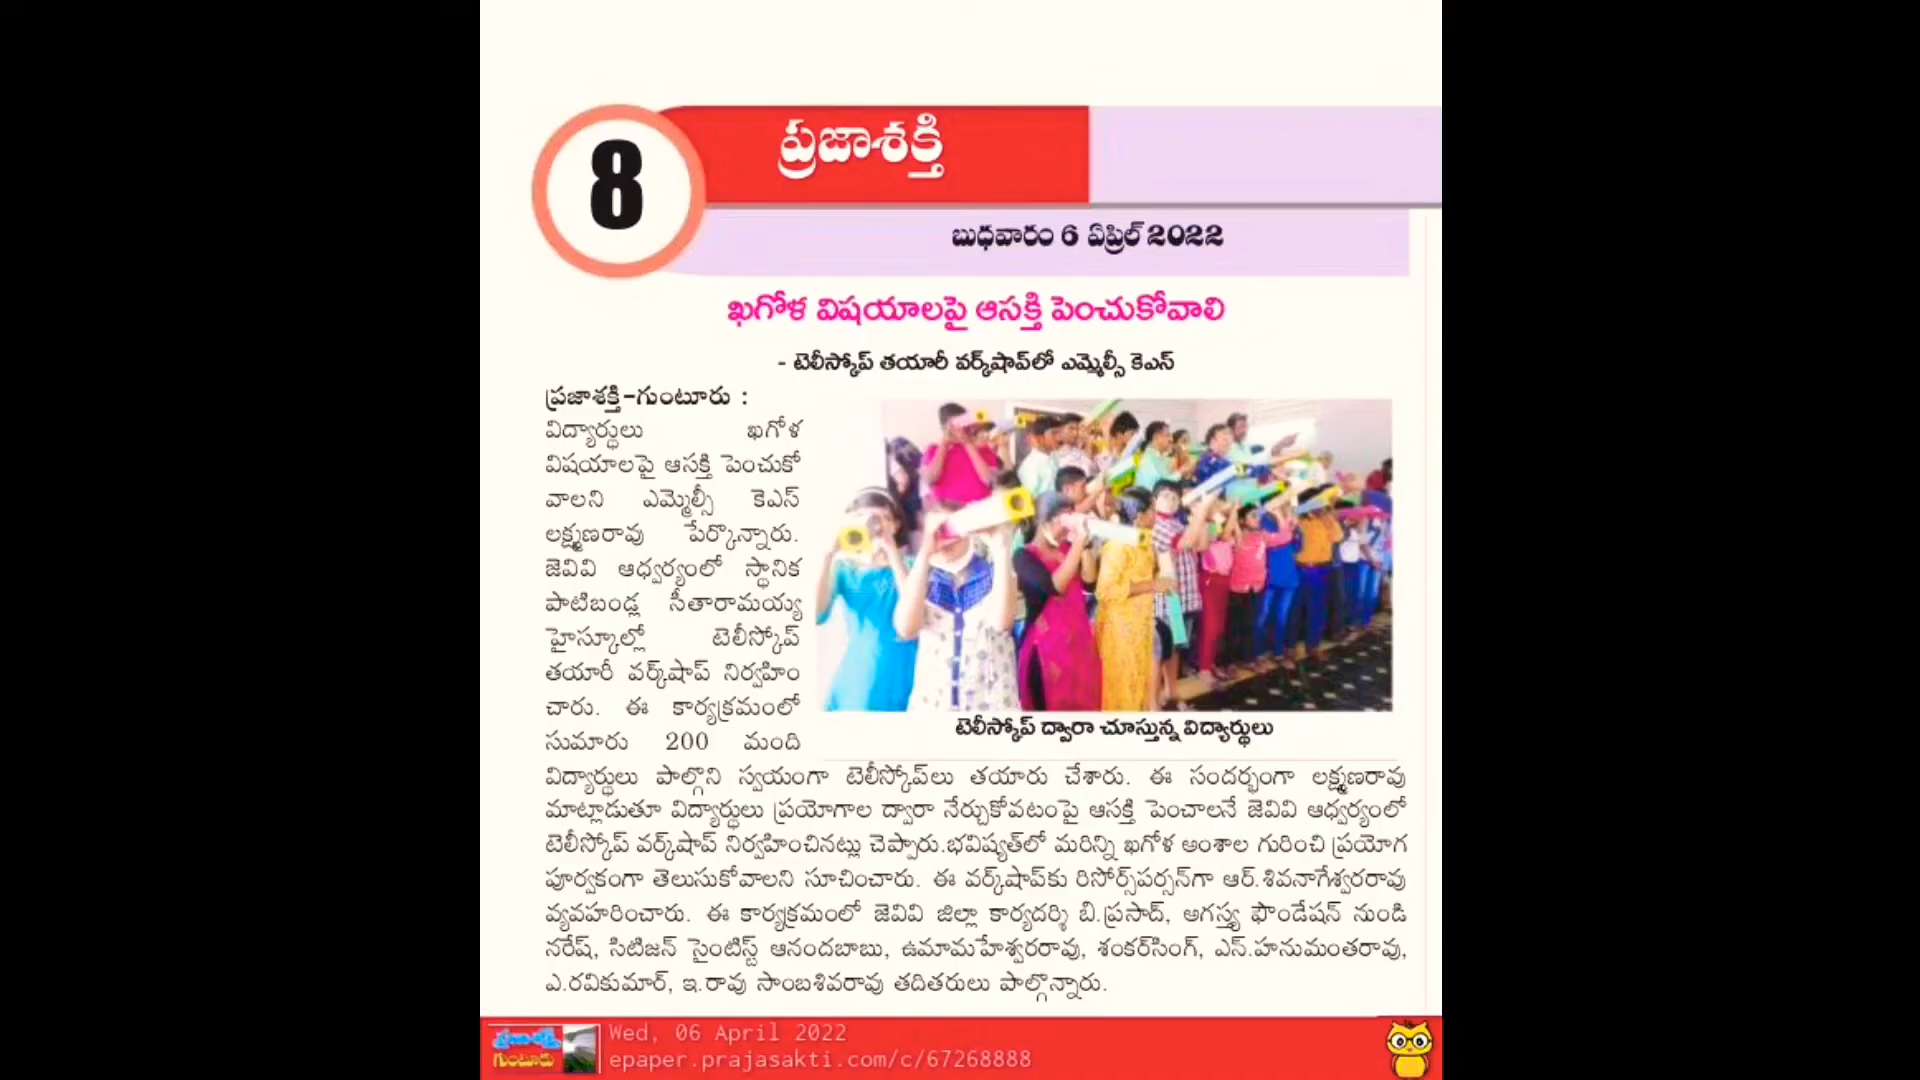 8
ప్రజాశక్తి
బుధవారం 6 ఏప్రిల్ 2022
ఖగోళ విషయాలపై ఆసక్తి పెంచుకోవాలి
- టెలీస్కోప్ తయారీ వర్క్‌షాప్‌లో ఎమ్మెల్సీ కెఎస్
ప్రజాశక్తి-గుంటూరు :
విద్యార్థులు ఖగోళ
విషయాలపై ఆసక్తి పెంచుకో
వాలని ఎమ్మెల్సీ కెఎస్
లక్ష్మణరావు పేర్కొన్నారు.
జెవివి ఆధ్వర్యంలో స్థానిక
పాటిబండ్ల సీతారామయ్య
హైస్కూల్లో టెలీస్కోప్
తయారీ వర్క్‌షాప్ నిర్వహిం
చారు. ఈ కార్యక్రమంలో
సుమారు 200 మంది
టెలీస్కోప్ ద్వారా చూస్తున్న విద్యార్థులు
విద్యార్థులు పాల్గొని స్వయంగా టెలీస్కోప్‌లు తయారు చేశారు. ఈ సందర్భంగా లక్ష్మణరావు
మాట్లాడుతూ విద్యార్థులు ప్రయోగాల ద్వారా నేర్చుకోవటంపై ఆసక్తి పెంచాలనే జెవివి ఆధ్వర్యంలో
టెలీస్కోప్ వర్క్‌షాప్ నిర్వహించినట్లు చెప్పారు.భవిష్యత్‌లో మరిన్ని ఖగోళ అంశాల గురించి ప్రయోగ
పూర్వకంగా తెలుసుకోవాలని సూచించారు. ఈ వర్క్‌షాప్‌కు రిసోర్స్‌పర్సన్‌గా ఆర్.శివనాగేశ్వరరావు
వ్యవహరించారు. ఈ కార్యక్రమంలో జెవివి జిల్లా కార్యదర్శి బి.ప్రసాద్, అగస్త్య ఫౌండేషన్ నుండి
నరేష్, సిటిజన్ సైంటిస్ట్ ఆనందబాబు, ఉమామహేశ్వరరావు, శంకర్‌సింగ్, ఎన్.హనుమంతరావు,
ఎ.రవికుమార్, ఇ.రావు సాంబశివరావు తదితరులు పాల్గొన్నారు.
ప్రజాశక్తి
గుంటూరు
Wed, 06 April 2022
epaper.prajasakti.com/c/67268888